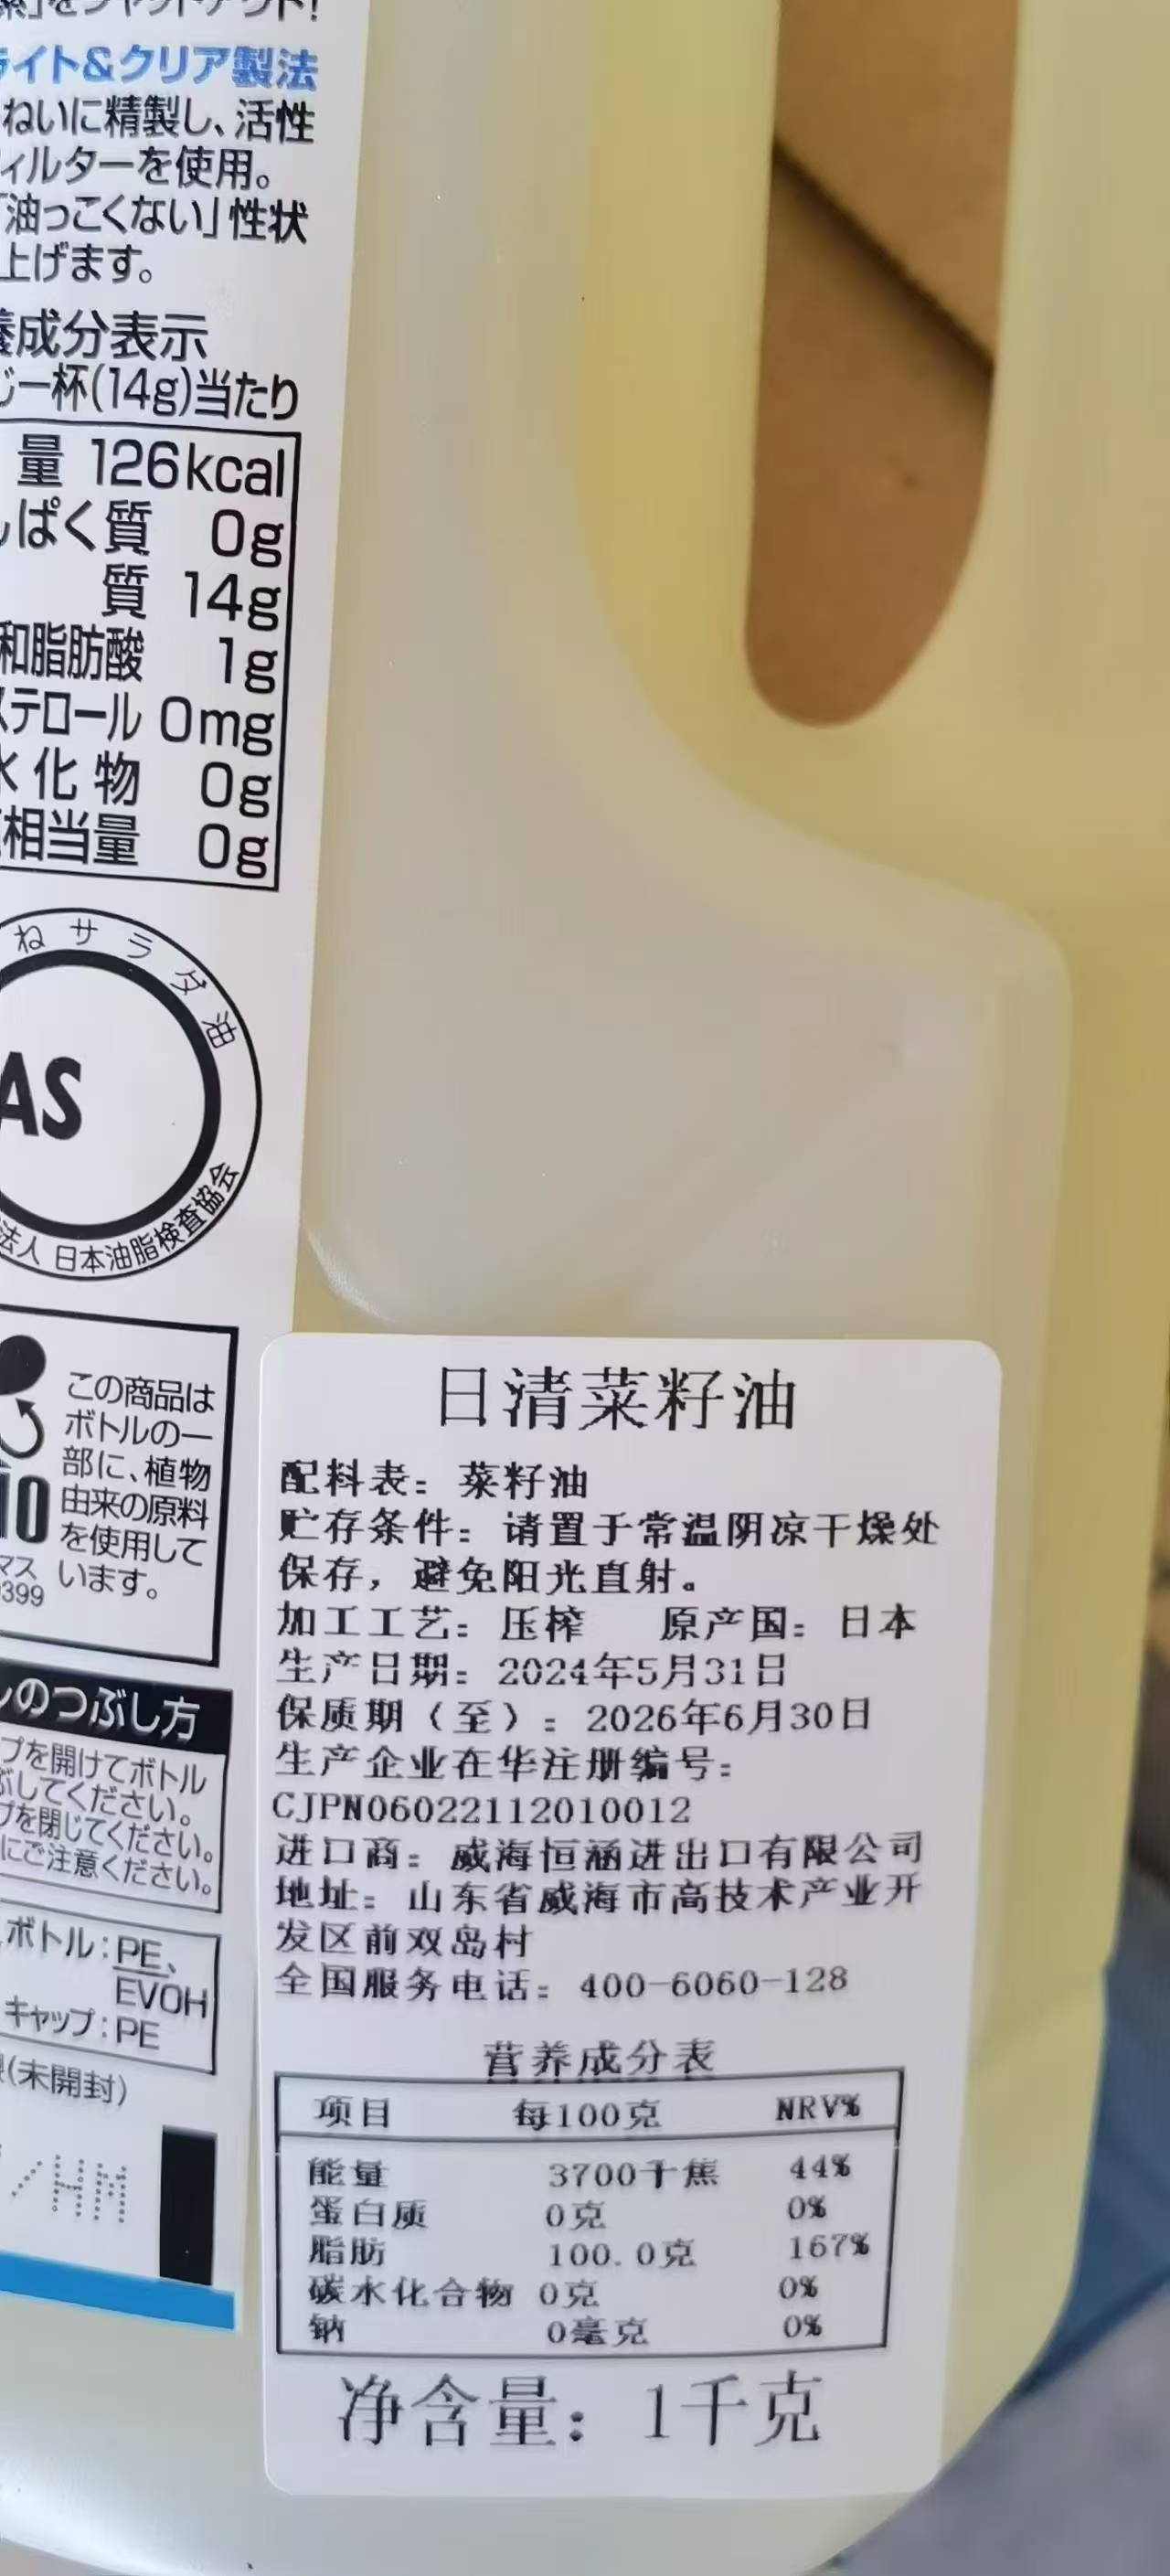 ライト&クリア製法
ねいに精製し、活性
ィルターを使用。
「油っこくない」性状
上げます。
養成分表示
じ一杯(14g)当たり
量 126kcal
んぱく質 0g
質 14g
和脂肪酸 1g
ステロール 0mg
水化物 0g
相当量 0g
ねサラダ油
AS
法人 日本油脂検査協会
この商品は
ボトルの一
部に、植物
由来の原料
を使用して
います。
マス
399
ルのつぶし方
プを開けてボトル
ぶしてください。
プを閉じてください。
にご注意ください。
ボトル:PE、
EVOH
キャップ:PE
(未開封)
/HM
日清菜籽油
配料表：菜籽油
贮存条件：请置于常温阴凉干燥处
保存，避免阳光直射。
加工工艺：压榨 原产国：日本
生产日期：2024年5月31日
保质期（至）：2026年6月30日
生产企业在华注册编号：
CJPN06022112010012
进口商：威海恒涵进出口有限公司
地址：山东省威海市高技术产业开
发区前双岛村
全国服务电话：400-6060-128
营养成分表
项目 每100克 NRV%
能量 3700千焦 44%
蛋白质 0克 0%
脂肪 100.0克 167%
碳水化合物 0克 0%
钠 0毫克 0%
净含量：1千克